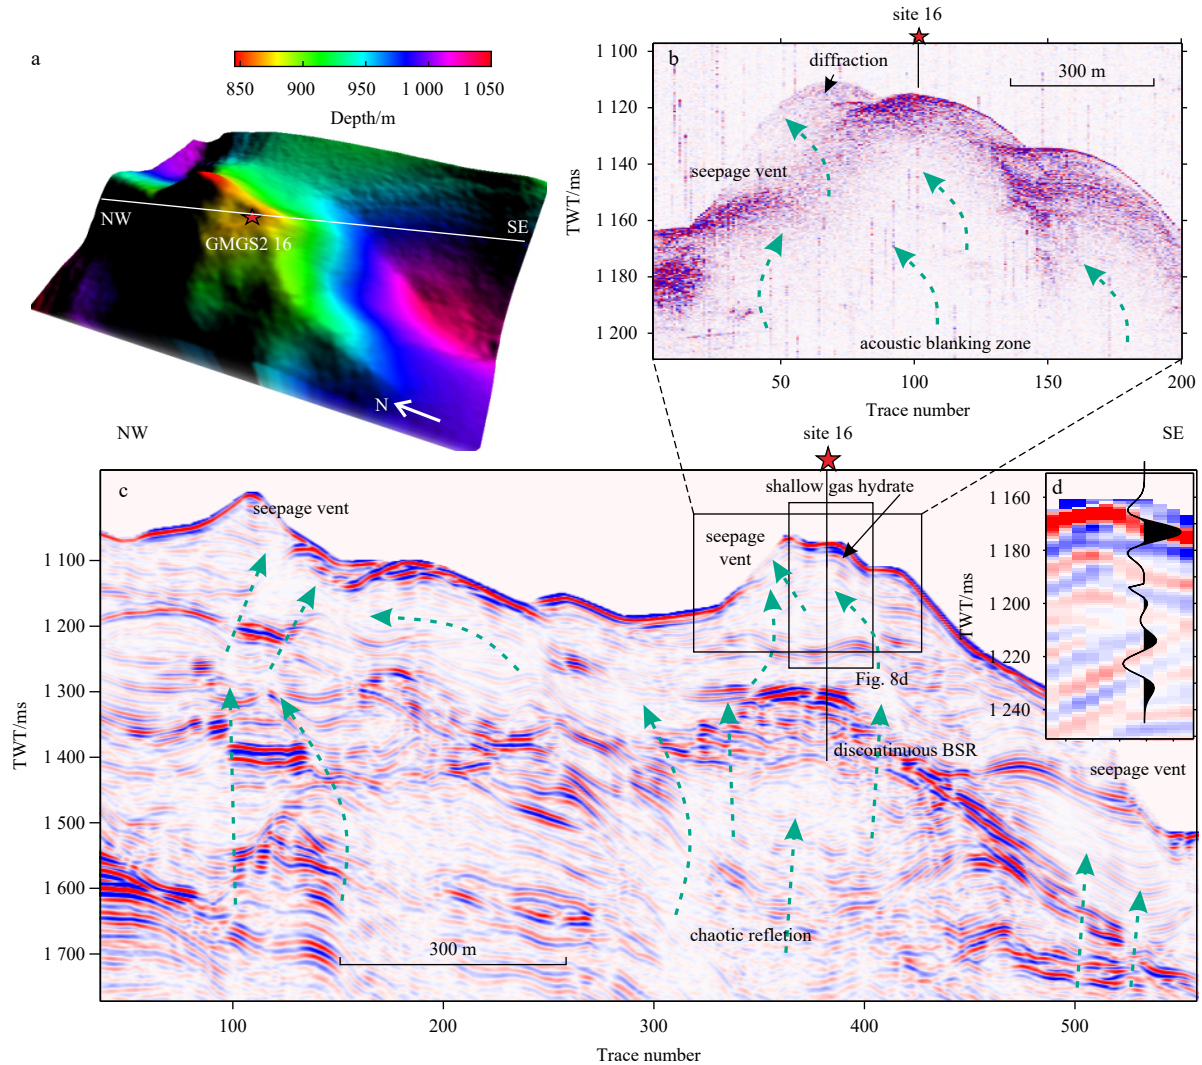 a
850 900 950 1 000 1 050
Depth/m
NW
SE
GMGS2 16
N
site 16
b
diffraction
300 m
seepage vent
acoustic blanking zone
1 100
1 120
1 140
1 160
1 180
1 200
TWT/ms
50 100 150 200
Trace number
NW
site 16
SE
c
seepage vent
shallow gas hydrate
seepage
vent
Fig. 8d
discontinuous BSR
seepage vent
chaotic refletion
300 m
1 100
1 200
1 300
1 400
1 500
1 600
1 700
TWT/ms
100 200 300 400 500
Trace number
d
1 160
1 180
1 200
1 220
1 240
TWT/ms